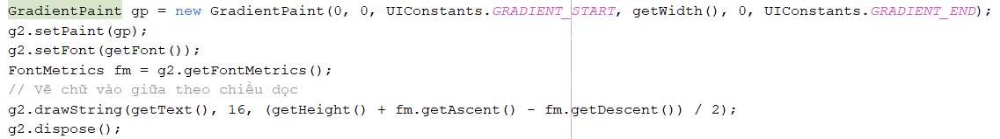 GradientPaint gp = new GradientPaint(0, 0, UIConstants.GRADIENT_START, getWidth(), 0, UIConstants.GRADIENT_END);
g2.setPaint(gp);
g2.setFont(getFont());
FontMetrics fm = g2.getFontMetrics();
// Vẽ chữ vào giữa theo chiều dọc
g2.drawString(getText(), 16, (getHeight() + fm.getAscent() - fm.getDescent()) / 2);
g2.dispose();